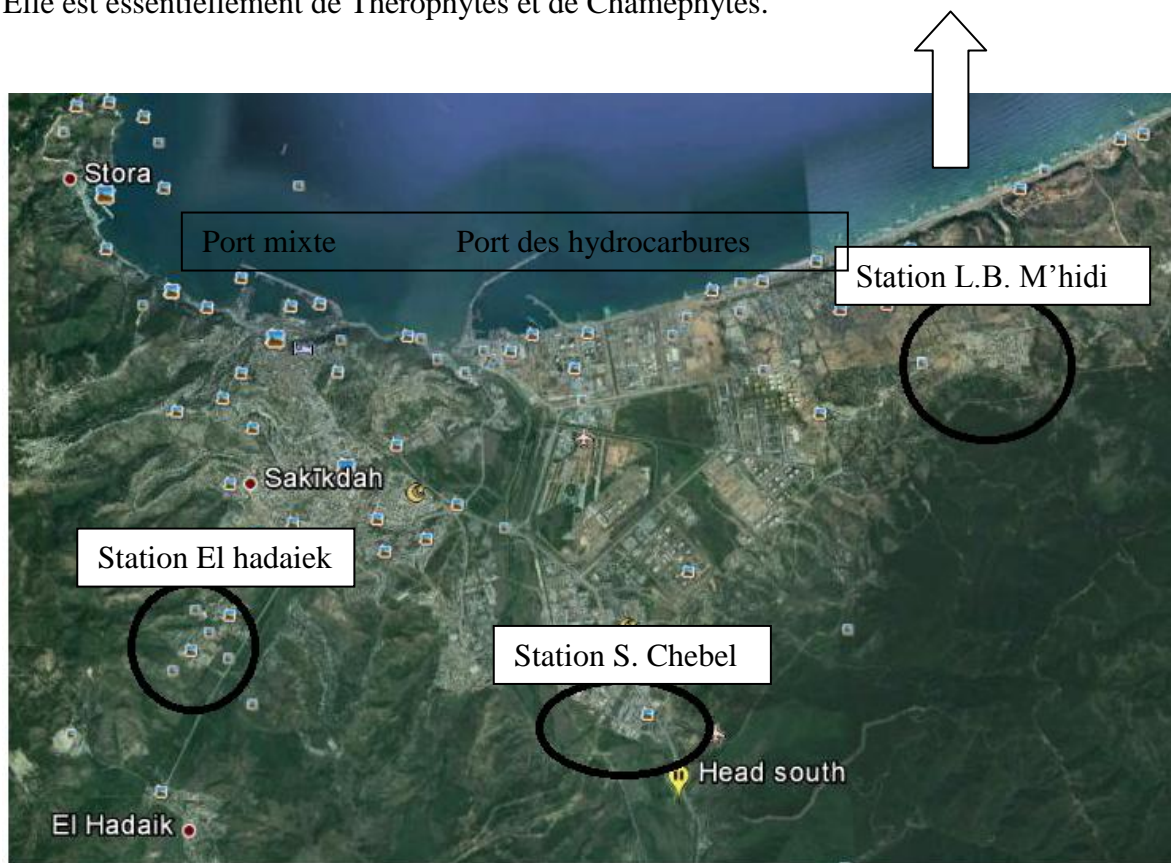 Elle est essentiellement de Thérophytes et de Chaméphytes.
Stora
Port mixte Port des hydrocarbures
Station L.B. M’hidi
Sakīkdah
Station El hadaiek
Station S. Chebel
Head south
El Hadaik